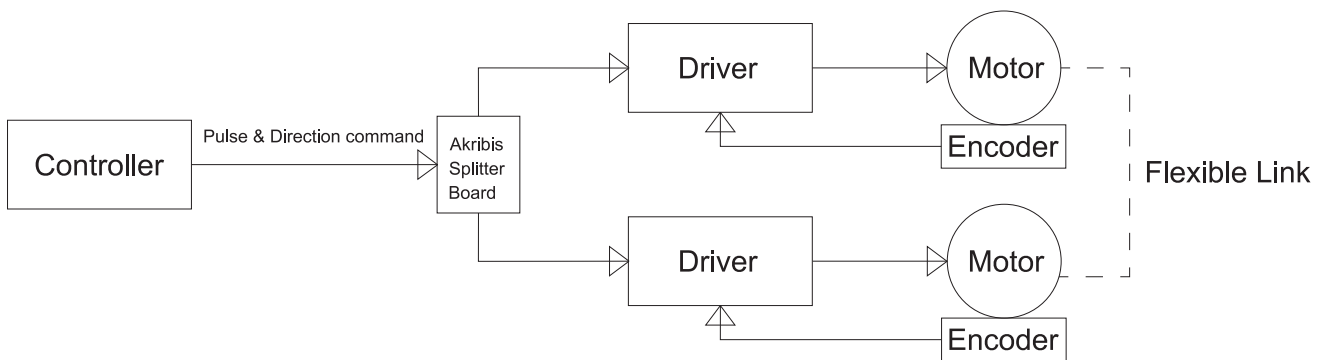 Controller
Pulse & Direction command
Akribis
Splitter
Board
Driver
Motor
Encoder
Flexible Link
Driver
Motor
Encoder